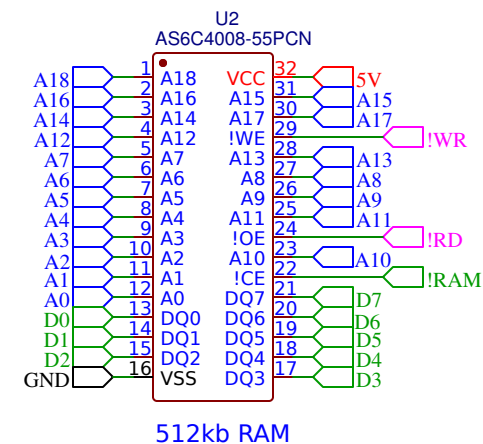 U2
AS6C4008-55PCN
A18 1 A18 VCC 32 5V
A16 2 A16 A15 31 A15
A14 3 A14 A17 30 A17
A12 4 A12 !WE 29 !WR
A7 5 A7 A13 28 A13
A6 6 A6 A8 27 A8
A5 7 A5 A9 26 A9
A4 8 A4 A11 25 A11
A3 9 A3 !OE 24 !RD
A2 10 A2 A10 23 A10
A1 11 A1 !CE 22 !RAM
A0 12 A0 DQ7 21 D7
D0 13 DQ0 DQ6 20 D6
D1 14 DQ1 DQ5 19 D5
D2 15 DQ2 DQ4 18 D4
GND 16 VSS DQ3 17 D3
512kb RAM